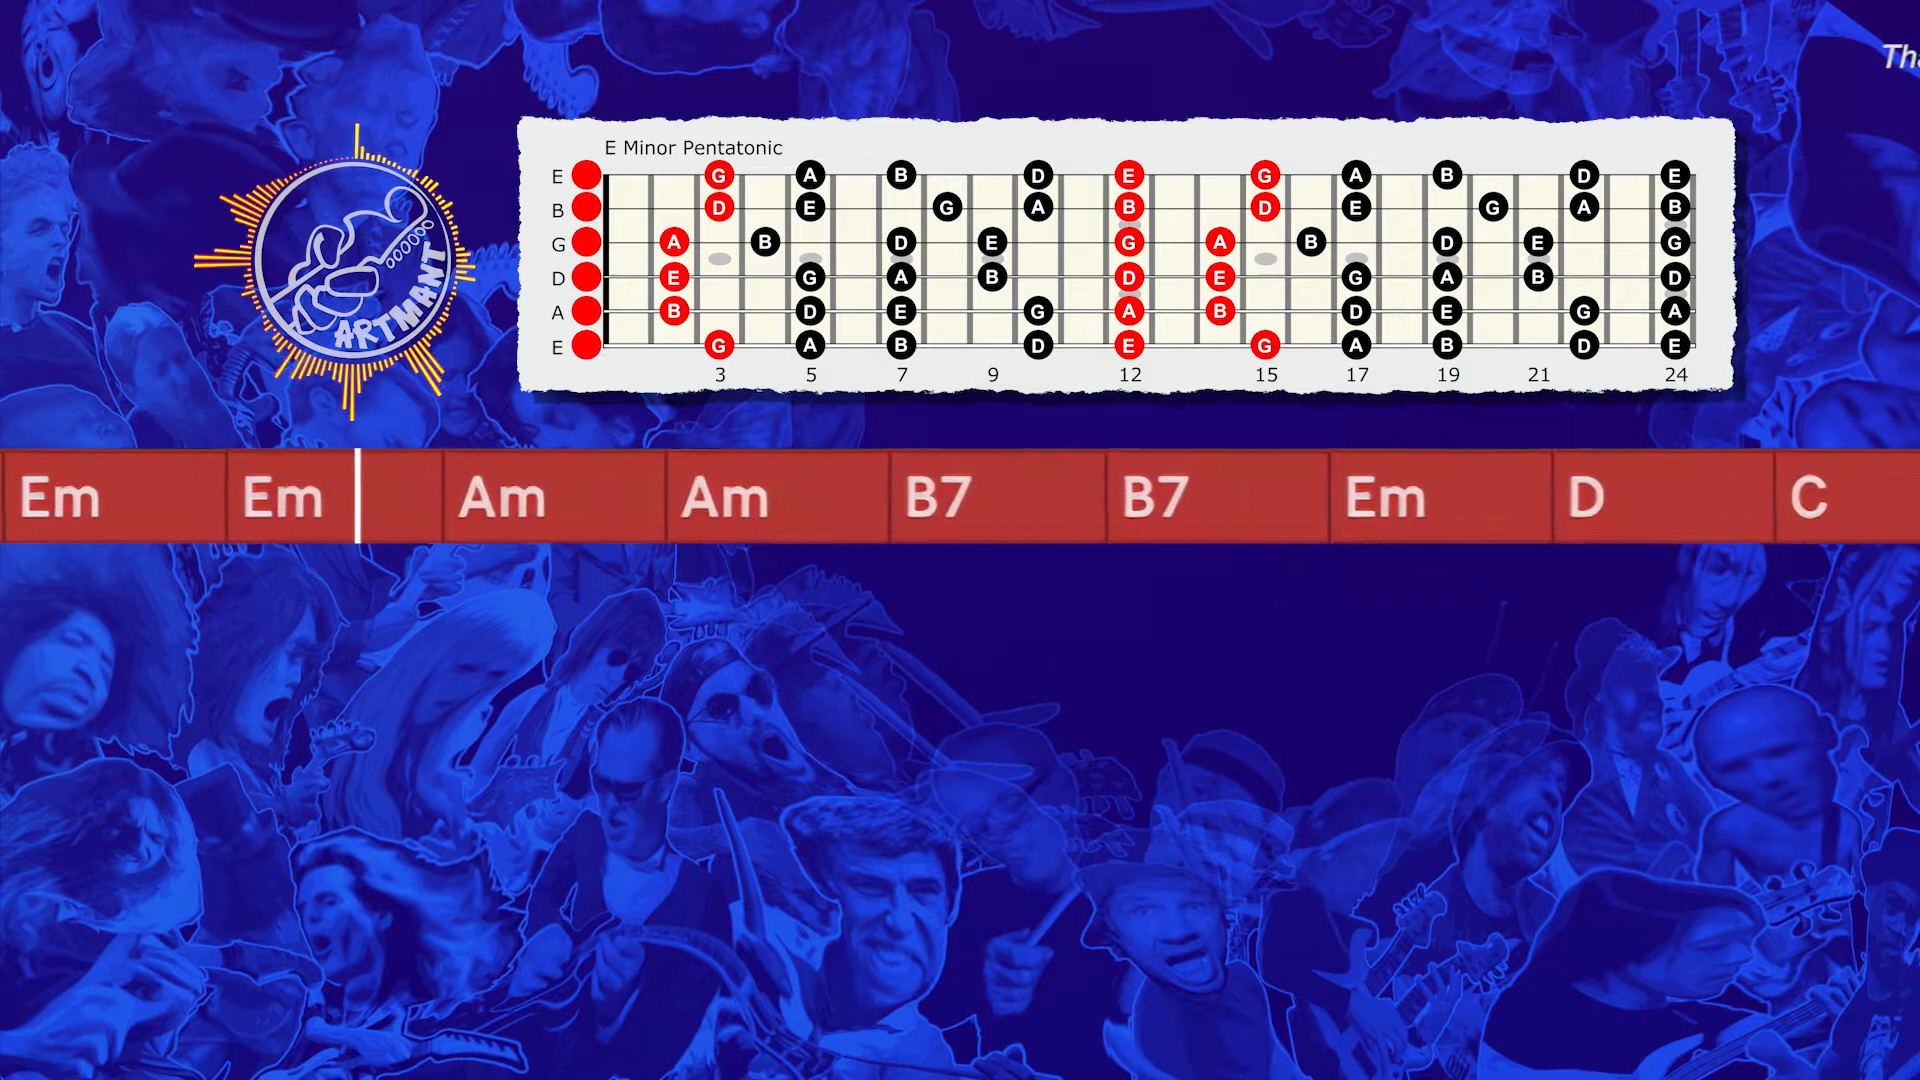 Tha
E Minor Pentatonic
E G A B D E G A B D E
B D E G A B D E G A B
G A B D E G A B D E G
D E G A B D E G A B D
A B D E G A B D E G A
E G A B D E G A B D E
3 5 7 9 12 15 17 19 21 24
ARTMANT
Em Em Am Am B7 B7 Em D C